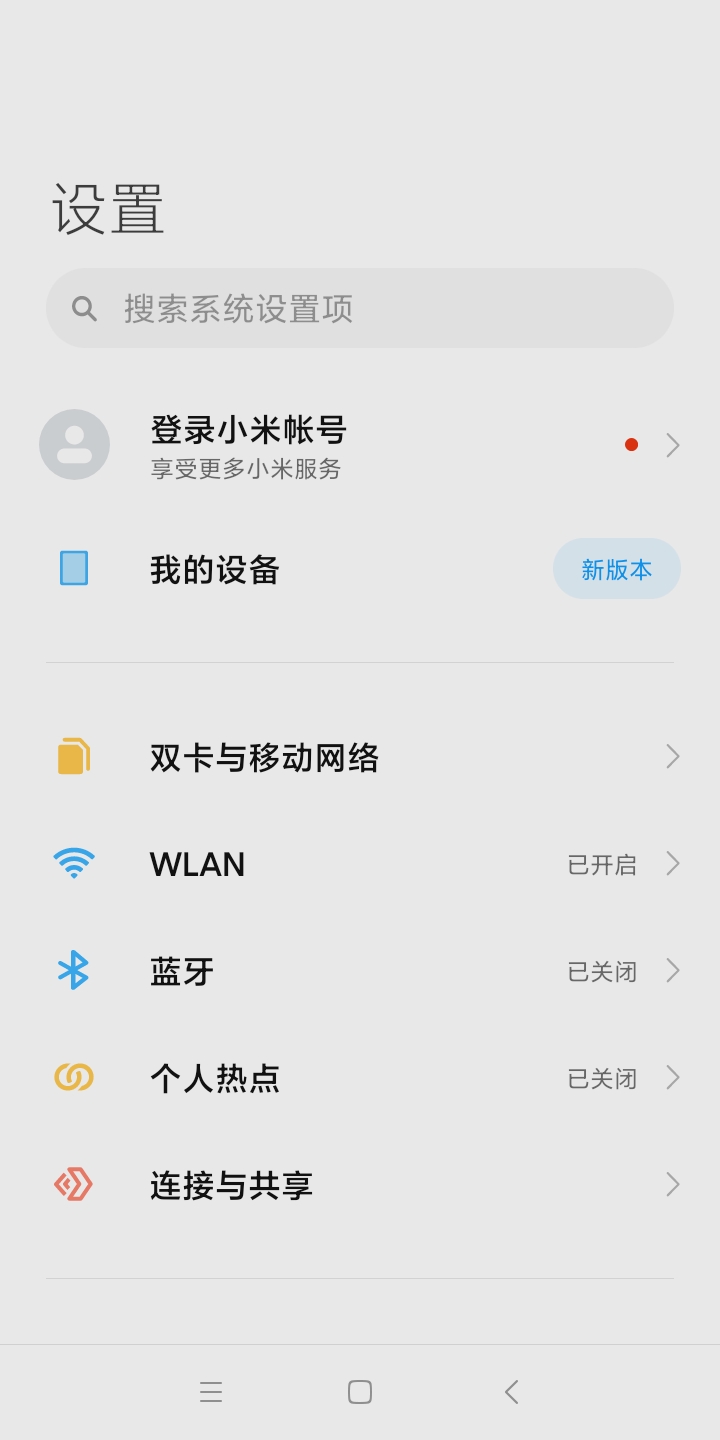 设置
搜索系统设置项
登录小米帐号
享受更多小米服务
我的设备
新版本
双卡与移动网络
WLAN
已开启
蓝牙
已关闭
个人热点
已关闭
连接与共享